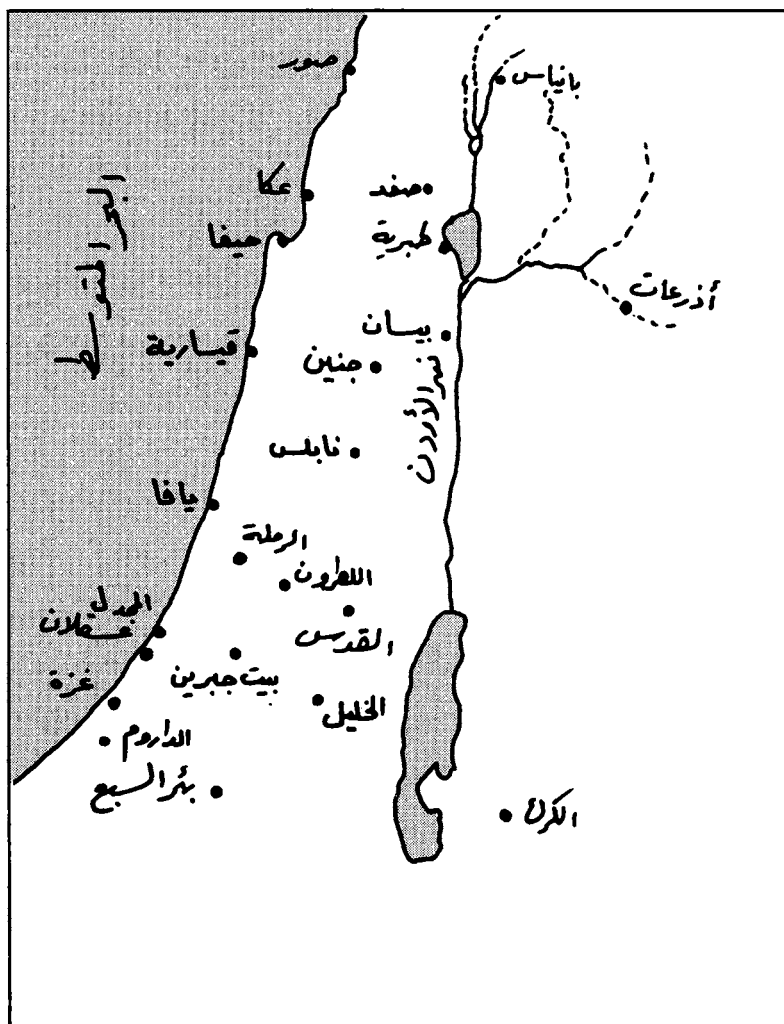 صور
بانياس
عكا
صفد
حيفا
طبرية
البحر المتوسط
أذرعات
قيسارية
بيسان
جنين
نهر الأردن
نابلس
يافا
الرملة
اللطرون
المجدل
عسقلان
القدس
غزة
بيت جبرين
الخليل
الداروم
بئر السبع
الكرك